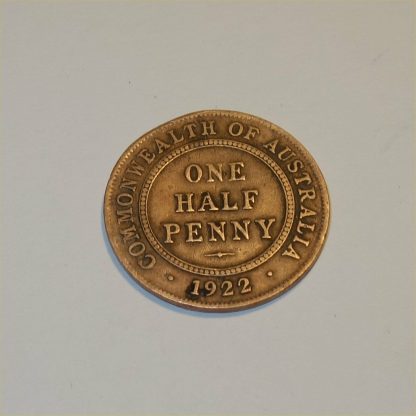 COMMONWEALTH OF AUSTRALIA
ONE
HALF
PENNY
1922